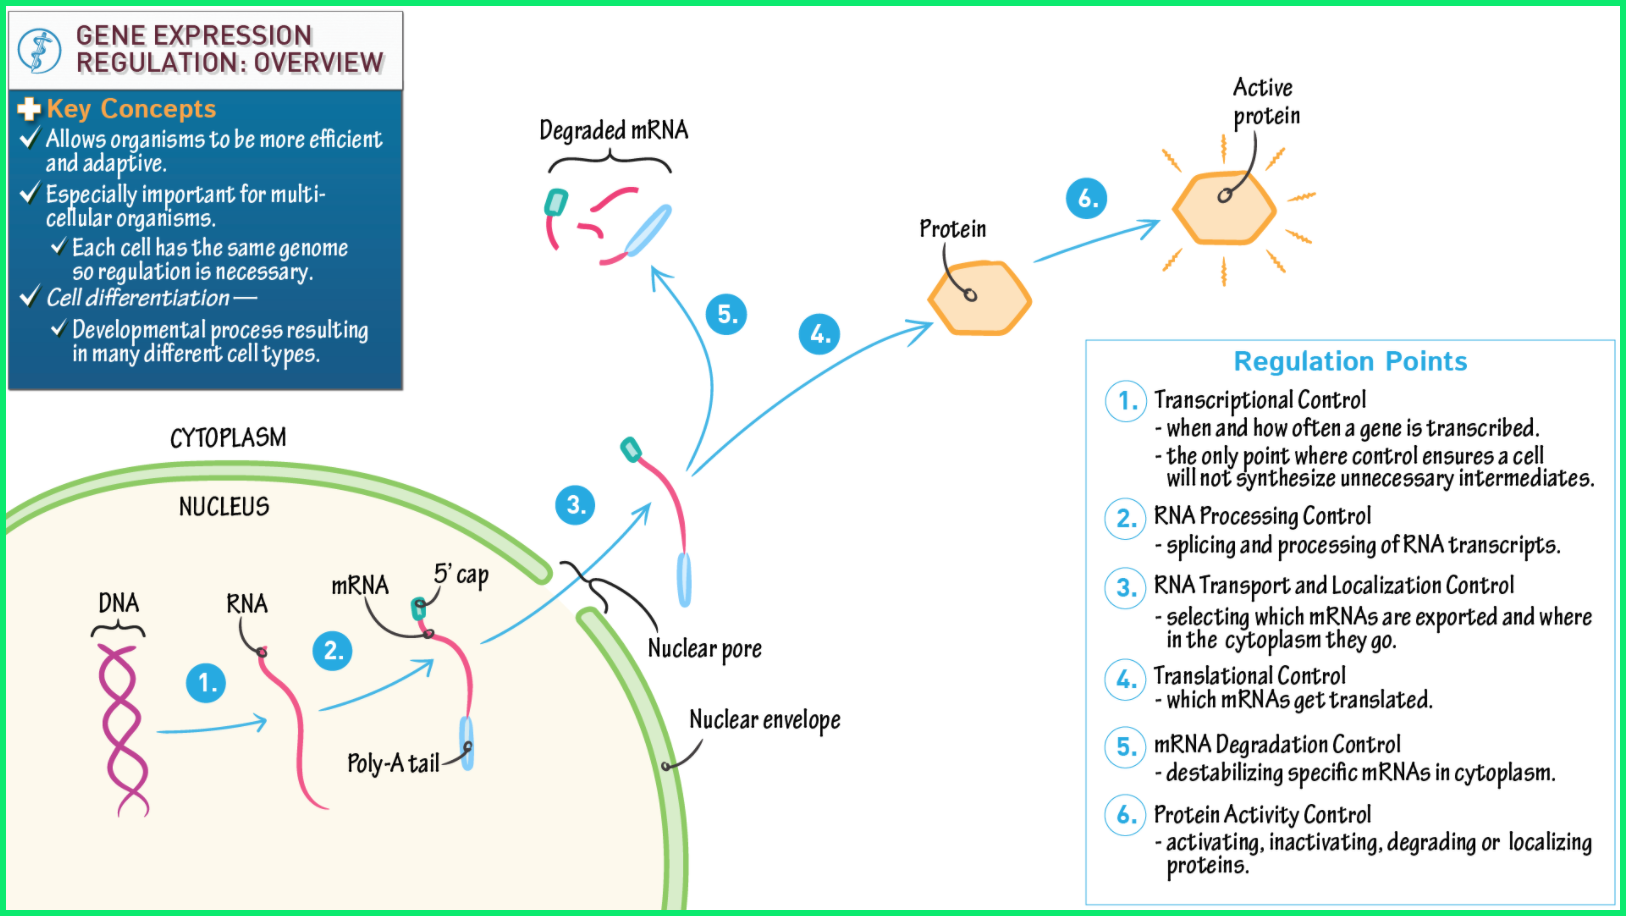 GENE EXPRESSION
REGULATION: OVERVIEW
Key Concepts
Allows organisms to be more efficient
and adaptive.
Especially important for multi-
cellular organisms.
Each cell has the same genome
so regulation is necessary.
Cell differentiation —
Developmental process resulting
in many different cell types.
CYTOPLASM
NUCLEUS
DNA
1.
RNA
2.
mRNA
5' cap
Poly-A tail
3.
Nuclear pore
Nuclear envelope
Degraded mRNA
5.
4.
Protein
6.
Active
protein
Regulation Points
1. Transcriptional Control
- when and how often a gene is transcribed.
- the only point where control ensures a cell
will not synthesize unnecessary intermediates.
2. RNA Processing Control
- splicing and processing of RNA transcripts.
3. RNA Transport and Localization Control
- selecting which mRNAs are exported and where
in the cytoplasm they go.
4. Translational Control
- which mRNAs get translated.
5. mRNA Degradation Control
- destabilizing specific mRNAs in cytoplasm.
6. Protein Activity Control
- activating, inactivating, degrading or localizing
proteins.